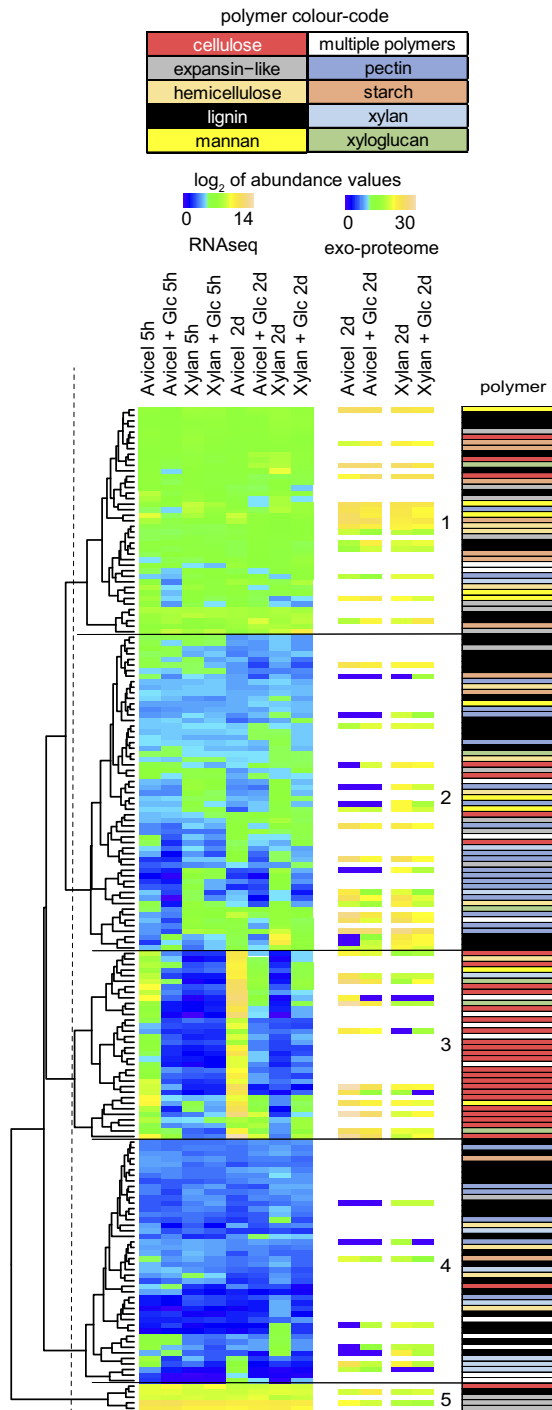 polymer colour-code
cellulose multiple polymers
expansin−like pectin
hemicellulose starch
lignin xylan
mannan xyloglucan
log2 of abundance values
0 14 0 30
RNAseq exo-proteome
Avicel 5h
Avicel + Glc 5h
Xylan 5h
Xylan + Glc 5h
Avicel 2d
Avicel + Glc 2d
Xylan 2d
Xylan + Glc 2d
Avicel 2d
Avicel + Glc 2d
Xylan 2d
Xylan + Glc 2d
polymer
1
2
3
4
5